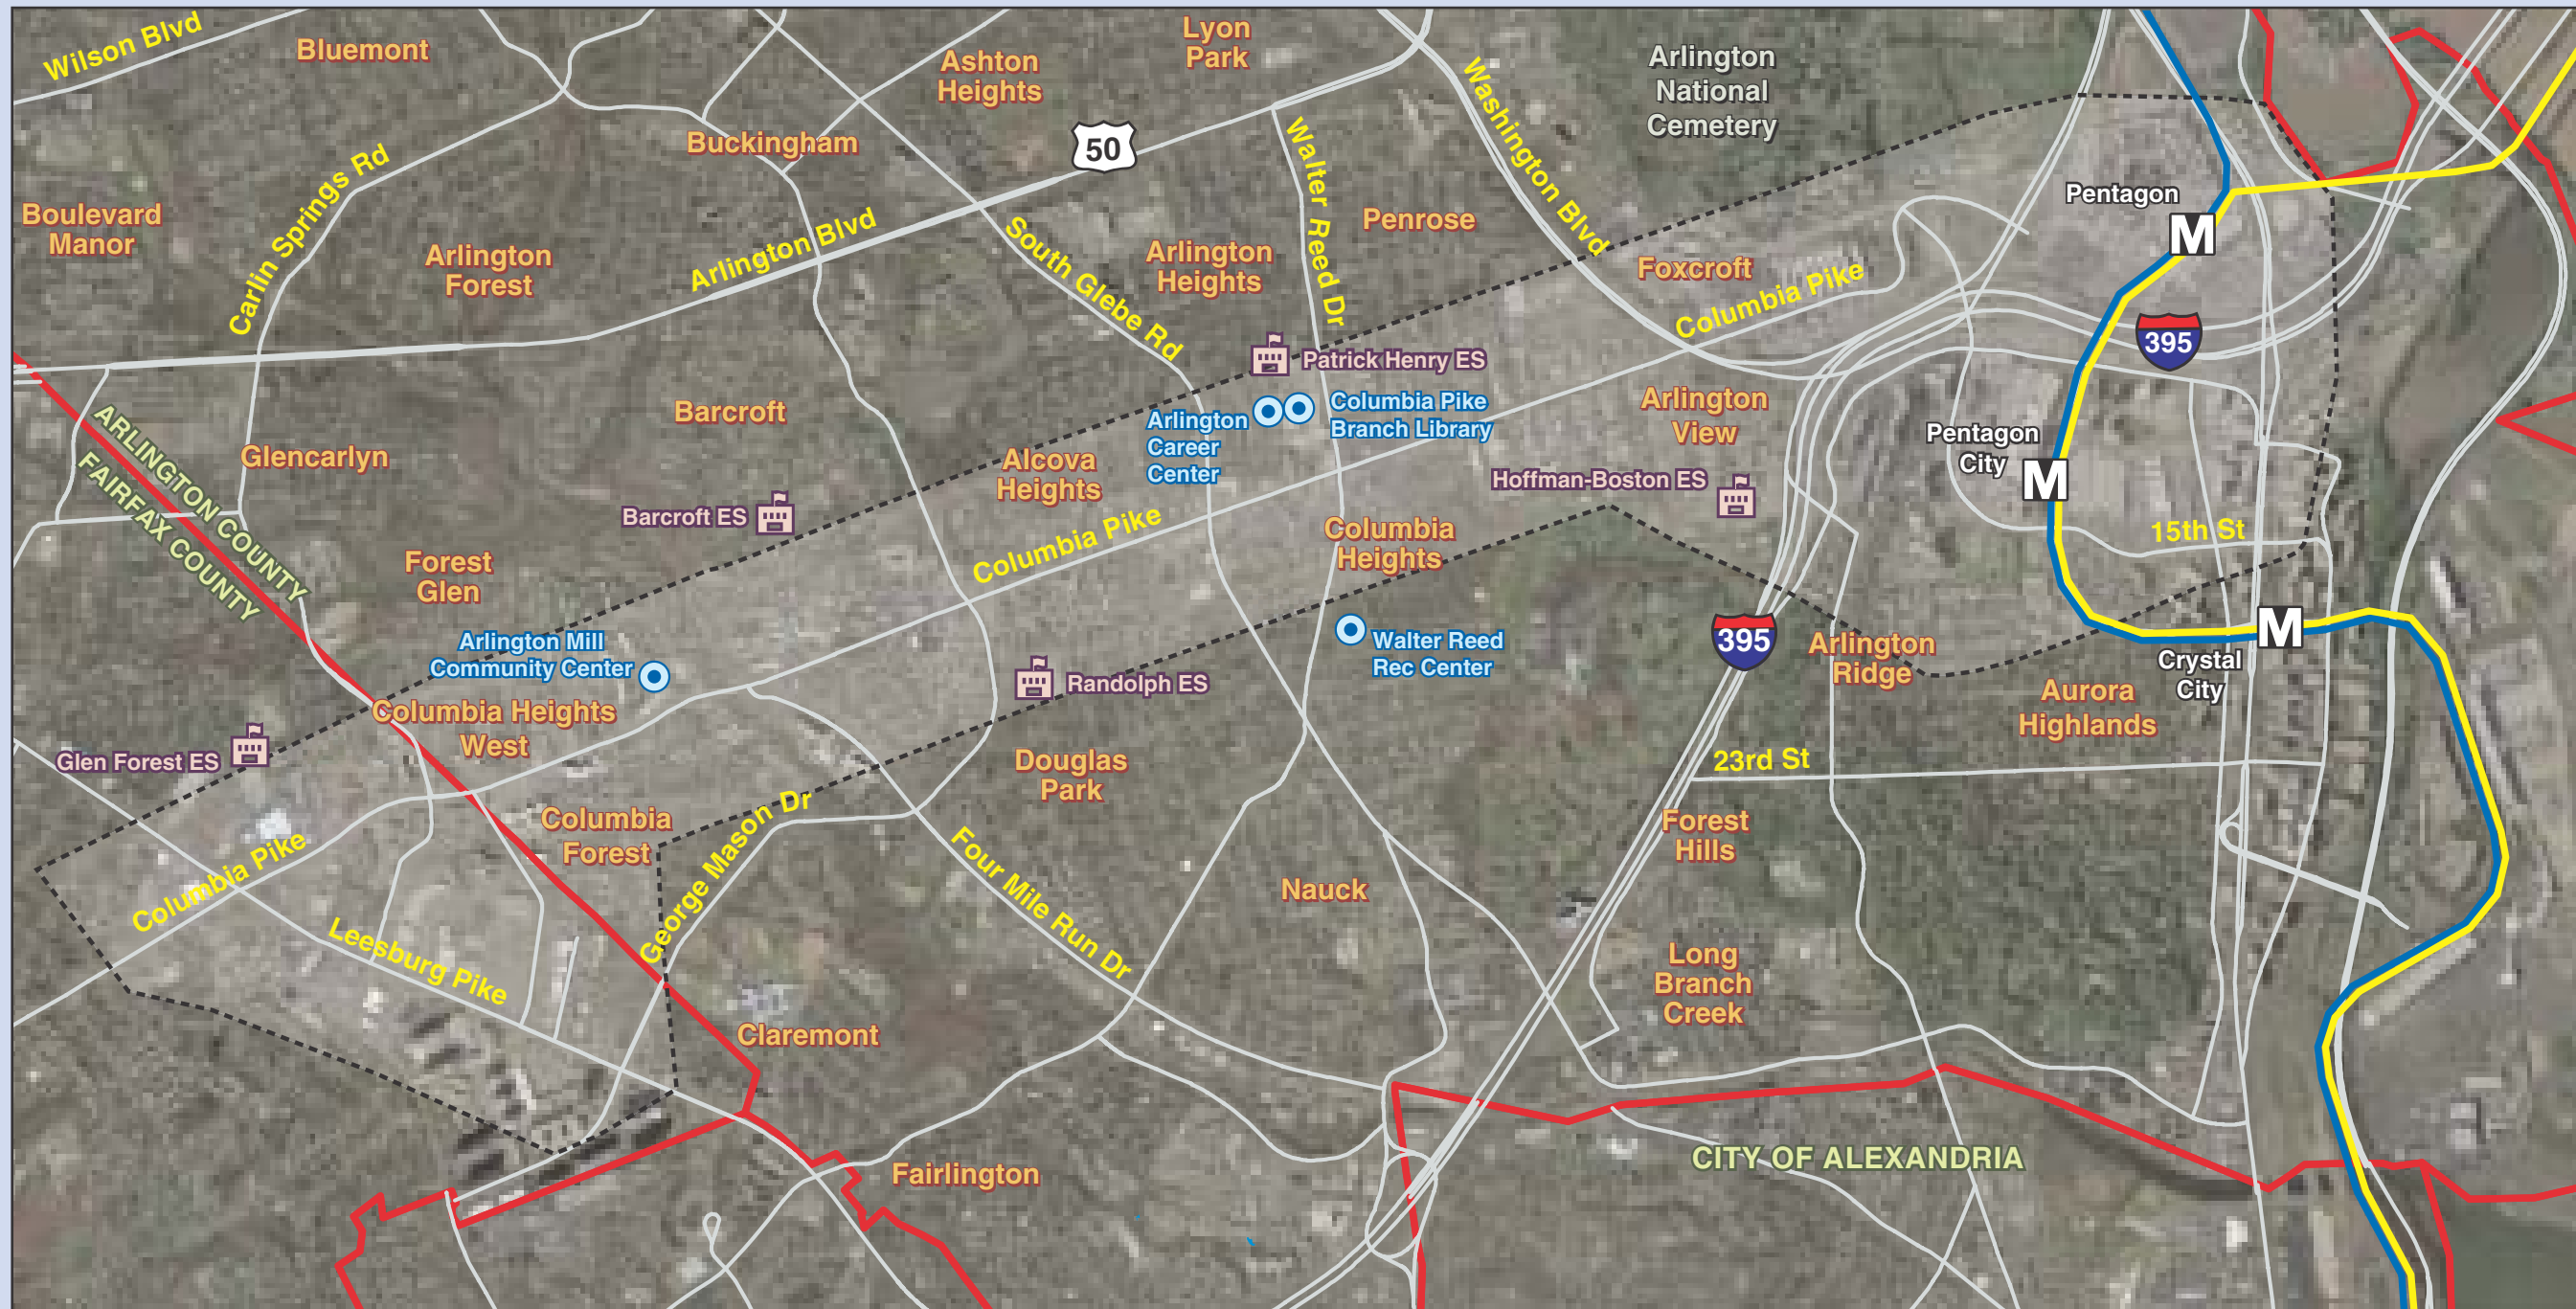 Wilson Blvd
Bluemont
Ashton
Heights
Lyon
Park
Arlington
National
Cemetery
Washington Blvd
Buckingham
50
Walter Reed Dr
Pentagon
M
Boulevard
Manor
Carlin Springs Rd
Arlington
Forest
Arlington Blvd
South Glebe Rd
Arlington
Heights
Penrose
Foxcroft
Columbia Pike
395
Patrick Henry ES
Columbia Pike
Branch Library
Arlington
Career
Center
Arlington
View
Pentagon
City
M
Barcroft
Glencarlyn
ARLINGTON COUNTY
FAIRFAX COUNTY
Alcova
Heights
Hoffman-Boston ES
Barcroft ES
Columbia Pike
Columbia
Heights
15th St
Forest
Glen
Arlington Mill
Community Center
Walter Reed
Rec Center
395
Arlington
Ridge
M
Crystal
City
Randolph ES
Columbia Heights
West
Aurora
Highlands
Glen Forest ES
Douglas
Park
23rd St
Columbia
Forest
George Mason Dr
Forest
Hills
Columbia Pike
Four Mile Run Dr
Nauck
Leesburg Pike
Long
Branch
Creek
Claremont
CITY OF ALEXANDRIA
Fairlington